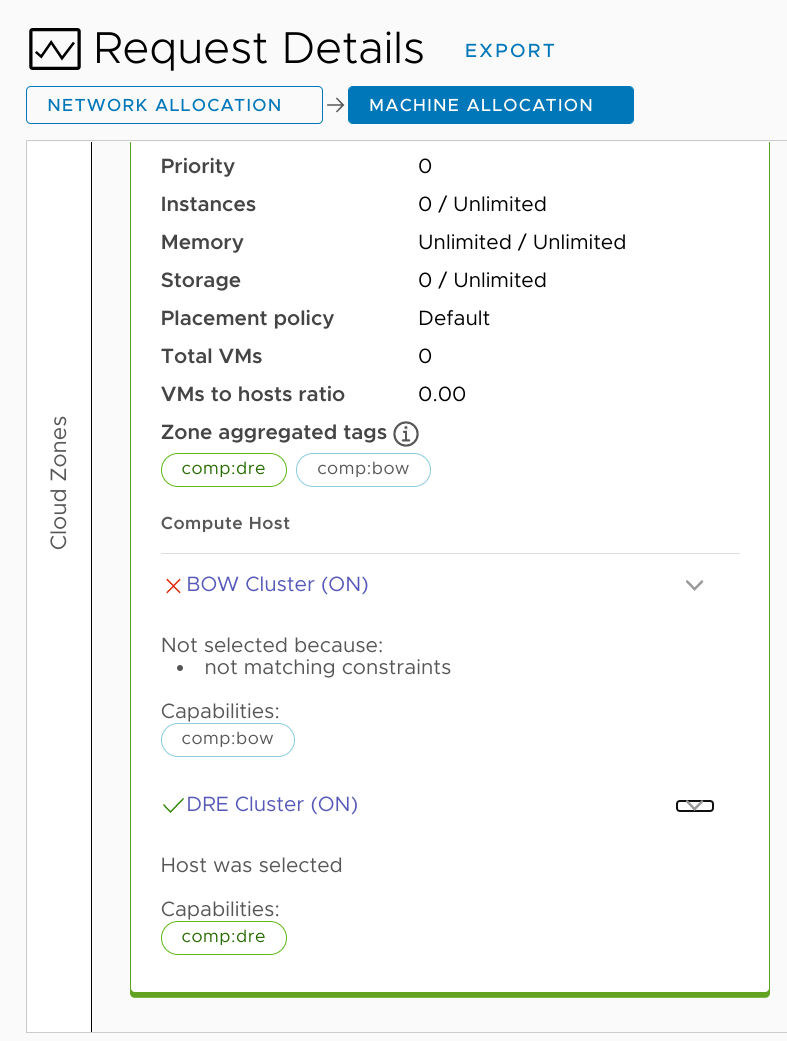 Request Details EXPORT
NETWORK ALLOCATION MACHINE ALLOCATION
Cloud Zones
Priority 0
Instances 0 / Unlimited
Memory Unlimited / Unlimited
Storage 0 / Unlimited
Placement policy Default
Total VMs 0
VMs to hosts ratio 0.00
Zone aggregated tags
comp:dre comp:bow
Compute Host
BOW Cluster (ON)
Not selected because:
• not matching constraints
Capabilities:
comp:bow
DRE Cluster (ON)
Host was selected
Capabilities:
comp:dre